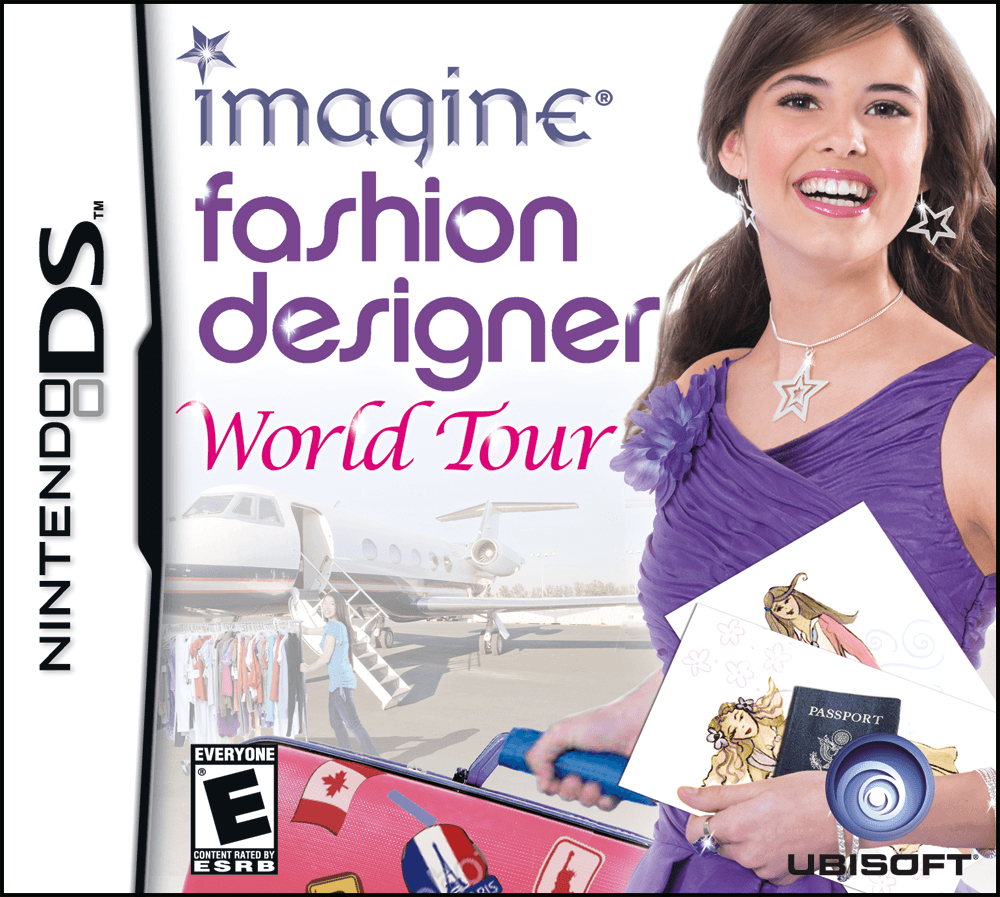 NINTENDO DS™
imagine®
fashion
designer
World Tour
PASSPORT
EVERYONE
®
E
CONTENT RATED BY
ESRB
UBISOFT®